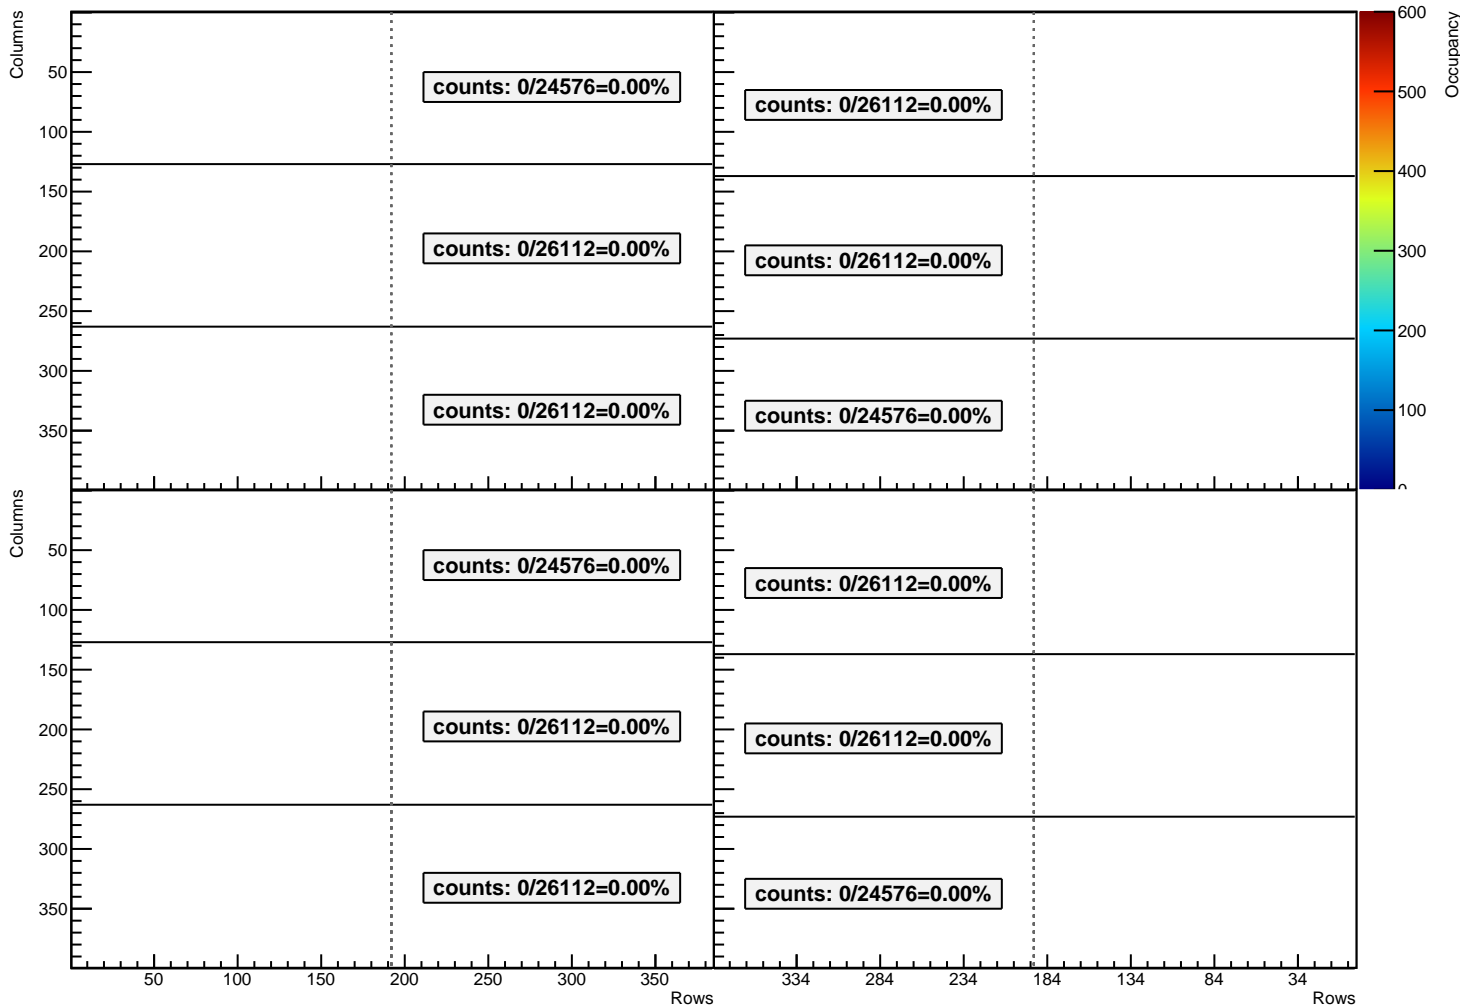 Columns
50
100
150
200
250
300
350
counts: 0/24576=0.00%
counts: 0/26112=0.00%
counts: 0/26112=0.00%
counts: 0/26112=0.00%
counts: 0/26112=0.00%
counts: 0/24576=0.00%
600
500
400
300
200
100
0
Occupancy
Columns
50
100
150
200
250
300
350
counts: 0/24576=0.00%
counts: 0/26112=0.00%
counts: 0/26112=0.00%
counts: 0/26112=0.00%
counts: 0/26112=0.00%
counts: 0/24576=0.00%
50 100 150 200 250 300 350
Rows
334 284 234 184 134 84 34
Rows